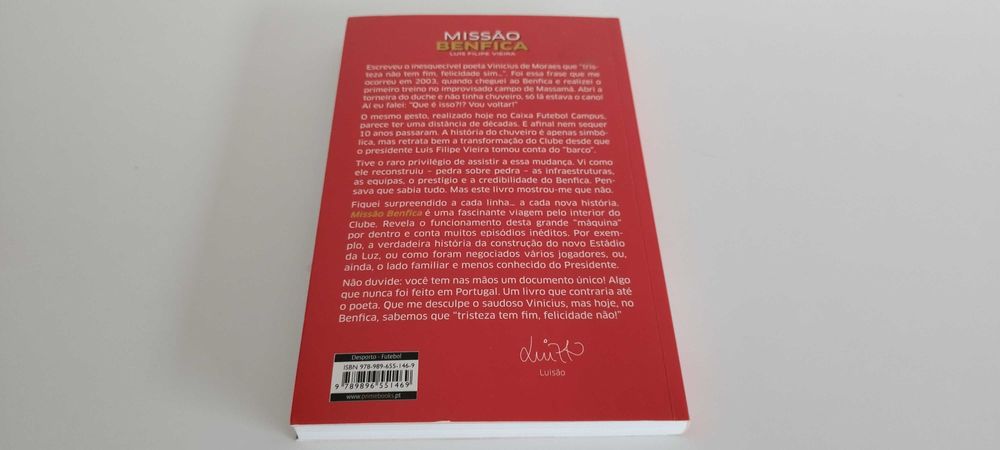 MISSÃO
BENFICA
LUÍS FILIPE VIEIRA
Escreveu o inesquecível poeta Vinicius de Moraes que "tris-
teza não tem fim, felicidade sim...". Foi essa frase que me
ocorreu em 2003, quando cheguei ao Benfica e realizei o
primeiro treino no improvisado campo de Massamá. Abri a
torneira do duche e não tinha chuveiro, só lá estava o cano!
Aí eu falei: "Que é isso?!? Vou voltar!"
O mesmo gesto, realizado hoje no Caixa Futebol Campus,
parece ter uma distância de décadas. E afinal nem sequer
10 anos passaram. A história do chuveiro é apenas simbó-
lica, mas retrata bem a transformação do Clube desde que
o presidente Luís Filipe Vieira tomou conta do "barco".
Tive o raro privilégio de assistir a essa mudança. Vi como
ele reconstruiu – pedra sobre pedra – as infraestruturas,
as equipas, o prestígio e a credibilidade do Benfica. Pen-
sava que sabia tudo. Mas este livro mostrou-me que não.
Fiquei surpreendido a cada linha... a cada nova história.
Missão Benfica é uma fascinante viagem pelo interior do
Clube. Revela o funcionamento desta grande "máquina"
por dentro e conta muitos episódios inéditos. Por exem-
plo, a verdadeira história da construção do novo Estádio
da Luz, ou como foram negociados vários jogadores, ou,
ainda, o lado familiar e menos conhecido do Presidente.
Não duvide: você tem nas mãos um documento único! Algo
que nunca foi feito em Portugal. Um livro que contraria até
o poeta. Que me desculpe o saudoso Vinicius, mas hoje, no
Benfica, sabemos que "tristeza tem fim, felicidade não!"
Luisão
Desporto - Futebol
ISBN 978-989-655-146-9
9 789896 551469
www.primebooks.pt